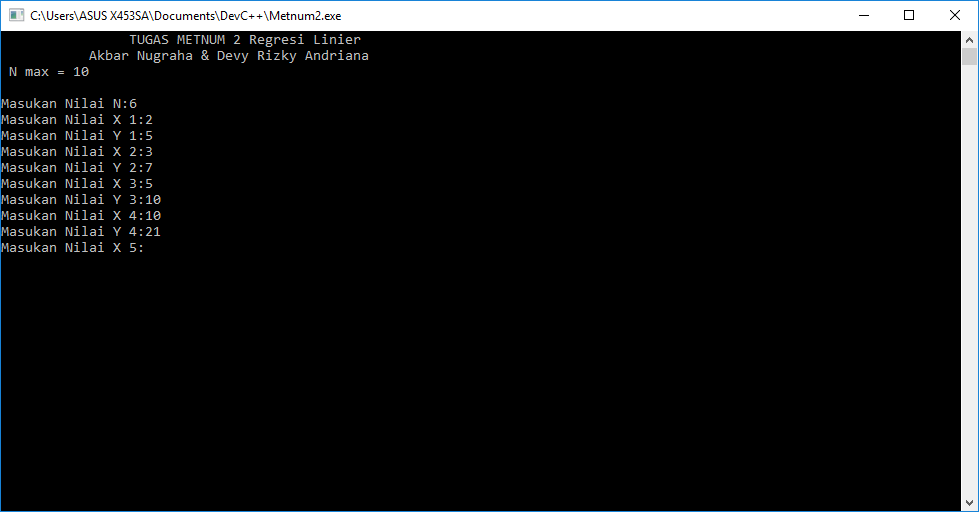 C:\Users\ASUS X453SA\Documents\DevC++\Metnum2.exe
TUGAS METNUM 2 Regresi Linier
Akbar Nugraha & Devy Rizky Andriana
N max = 10
Masukan Nilai N:6
Masukan Nilai X 1:2
Masukan Nilai Y 1:5
Masukan Nilai X 2:3
Masukan Nilai Y 2:7
Masukan Nilai X 3:5
Masukan Nilai Y 3:10
Masukan Nilai X 4:10
Masukan Nilai Y 4:21
Masukan Nilai X 5: